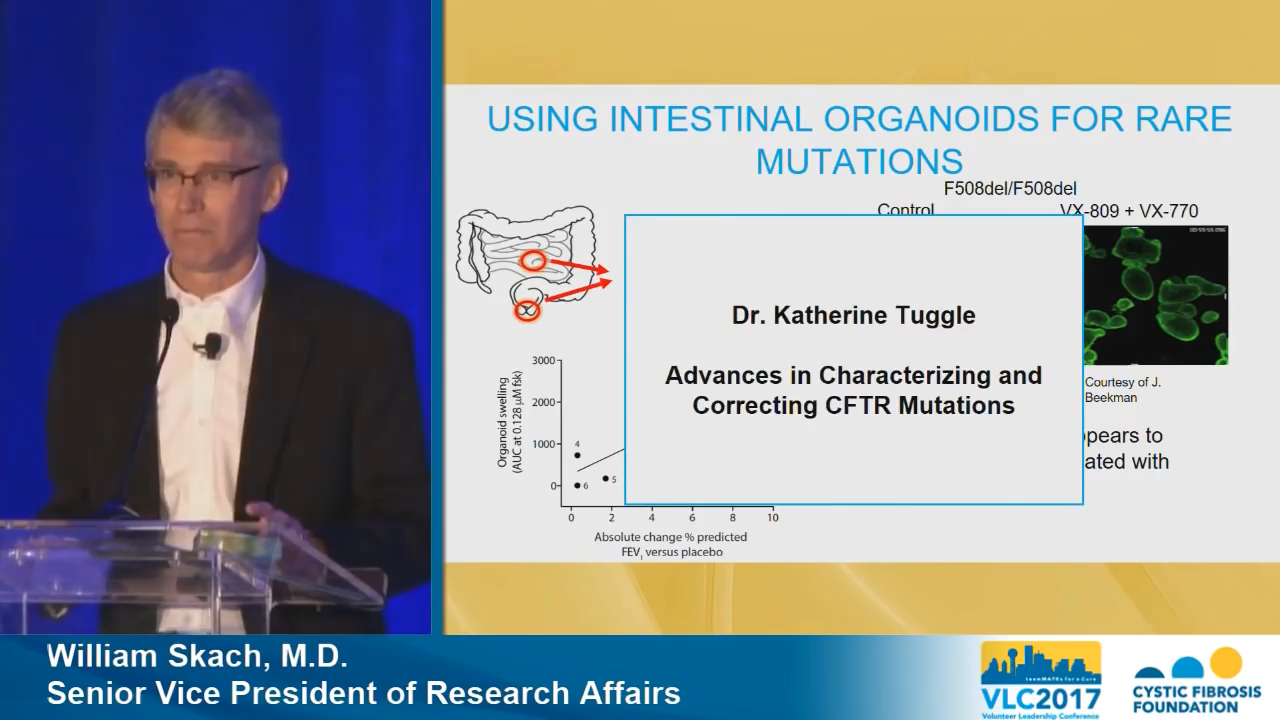 USING INTESTINAL ORGANOIDS FOR RARE
MUTATIONS
F508del/F508del
Control
VX-809 + VX-770
Dr. Katherine Tuggle
Advances in Characterizing and
Correcting CFTR Mutations
Courtesy of J.
Beekman
ppears to
ated with
Organoid swelling
(AUC at 0.128 µM fsk)
3000
2000
1000
0
4
6
5
0 2 4 6 8 10
Absolute change % predicted
FEV1 versus placebo
William Skach, M.D.
Senior Vice President of Research Affairs
teamMATEs for a Cure
VLC2017
Volunteer Leadership Conference
CYSTIC FIBROSIS
FOUNDATION